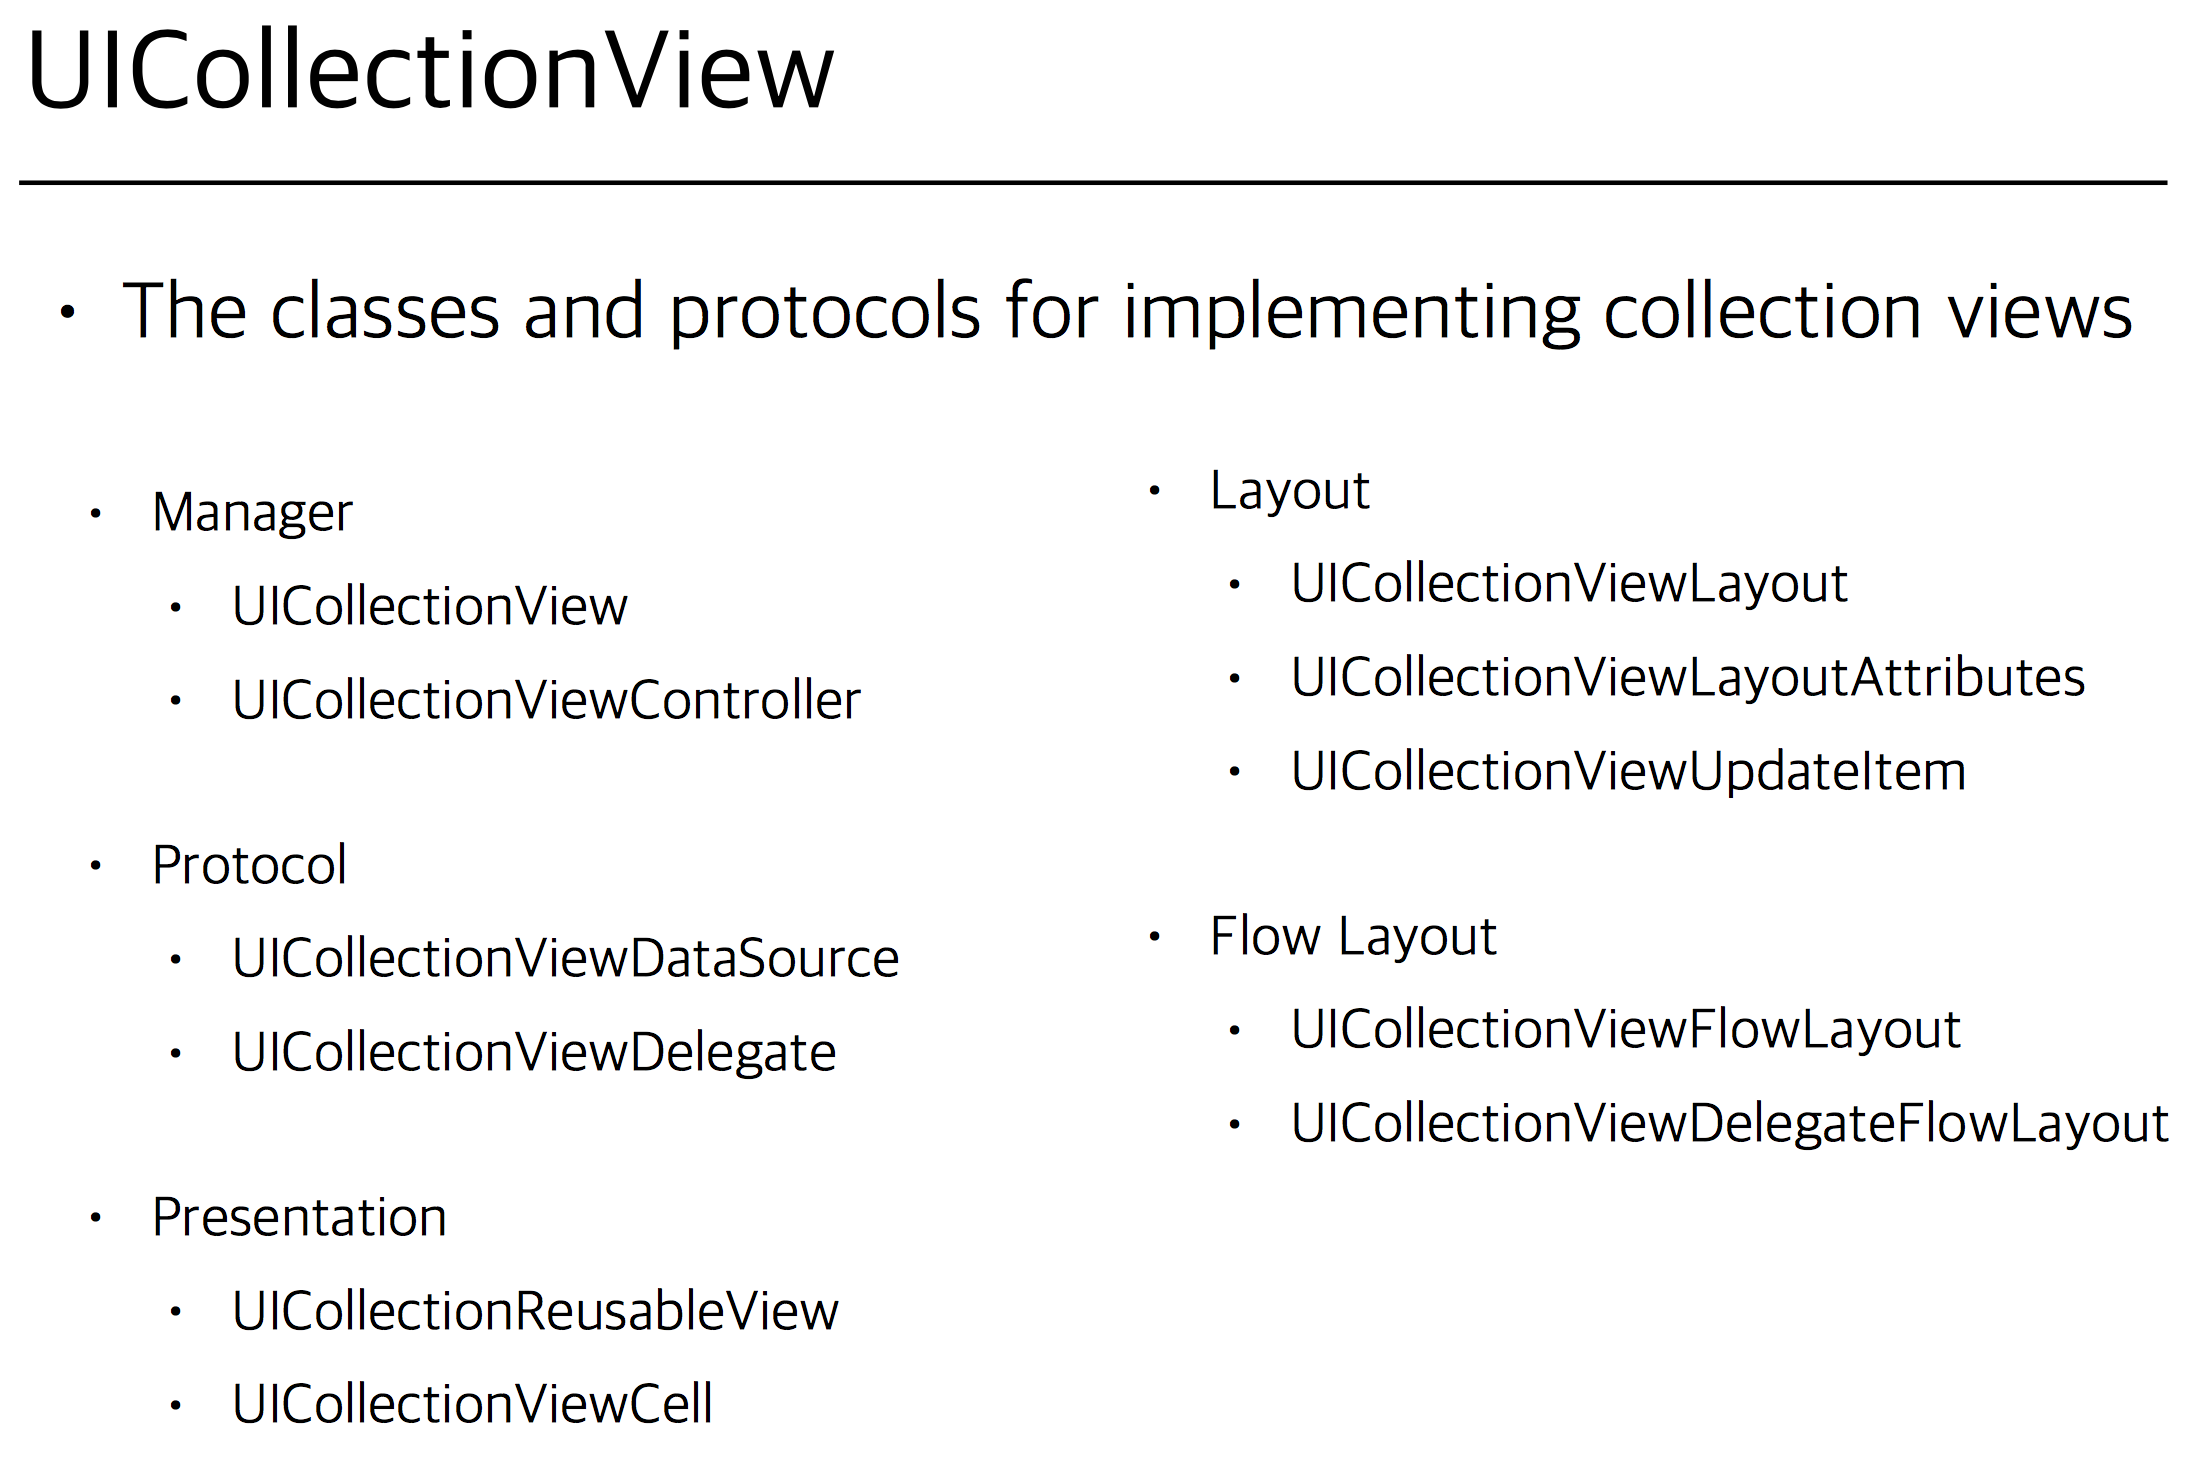 UICollectionView
• The classes and protocols for implementing collection views
• Manager
• UICollectionView
• UICollectionViewController
• Protocol
• UICollectionViewDataSource
• UICollectionViewDelegate
• Presentation
• UICollectionReusableView
• UICollectionViewCell
• Layout
• UICollectionViewLayout
• UICollectionViewLayoutAttributes
• UICollectionViewUpdateItem
• Flow Layout
• UICollectionViewFlowLayout
• UICollectionViewDelegateFlowLayout